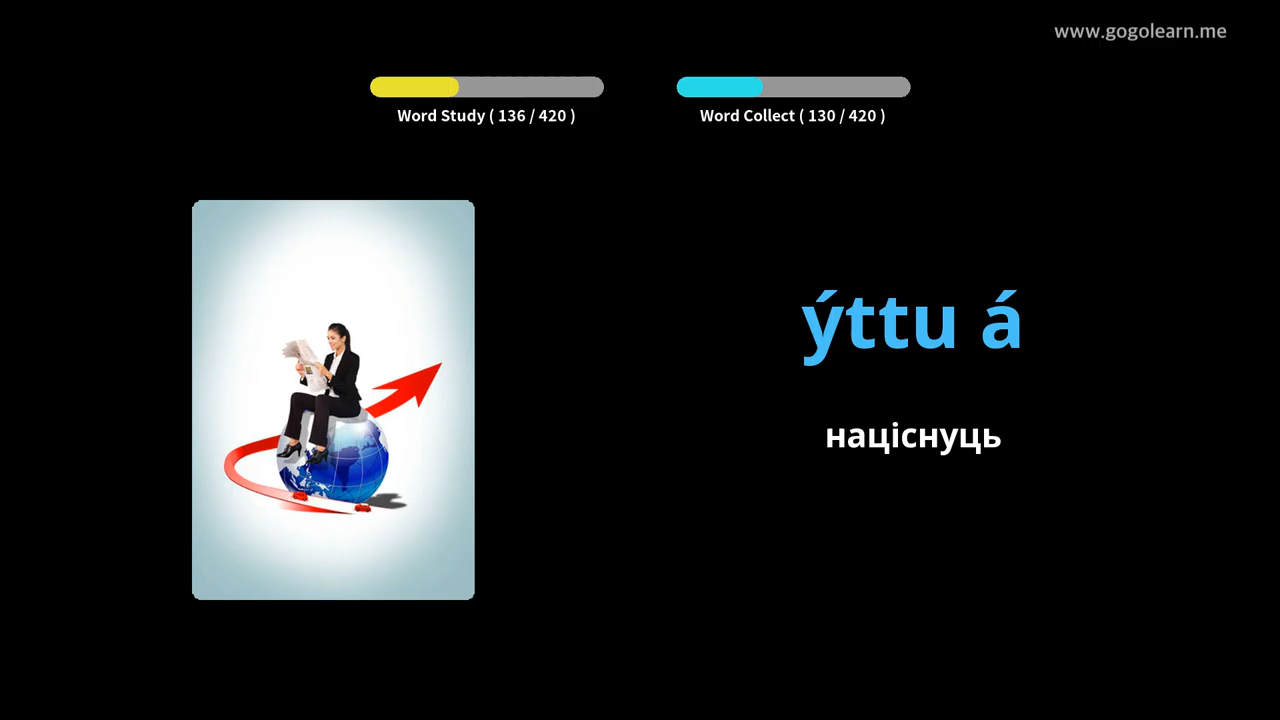 www.gogolearn.me
Word Study ( 136 / 420 )
Word Collect ( 130 / 420 )
ýttu á
націснуць